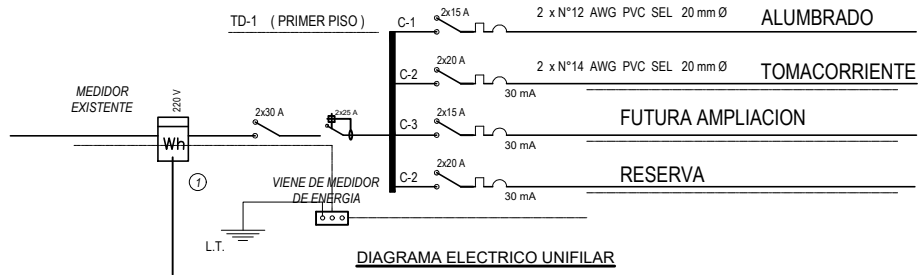 TD-1 ( PRIMER PISO )
C-1
2x15 A
2 x N°12 AWG PVC SEL 20 mm Ø
ALUMBRADO
C-2
2x20 A
30 mA
2 x N°14 AWG PVC SEL 20 mm Ø
TOMACORRIENTE
MEDIDOR
EXISTENTE
220 V
Wh
1
2x30 A
2x25 A
C-3
2x15 A
30 mA
FUTURA AMPLIACION
C-2
2x20 A
30 mA
RESERVA
VIENE DE MEDIDOR
DE ENERGIA
L.T.
DIAGRAMA ELECTRICO UNIFILAR